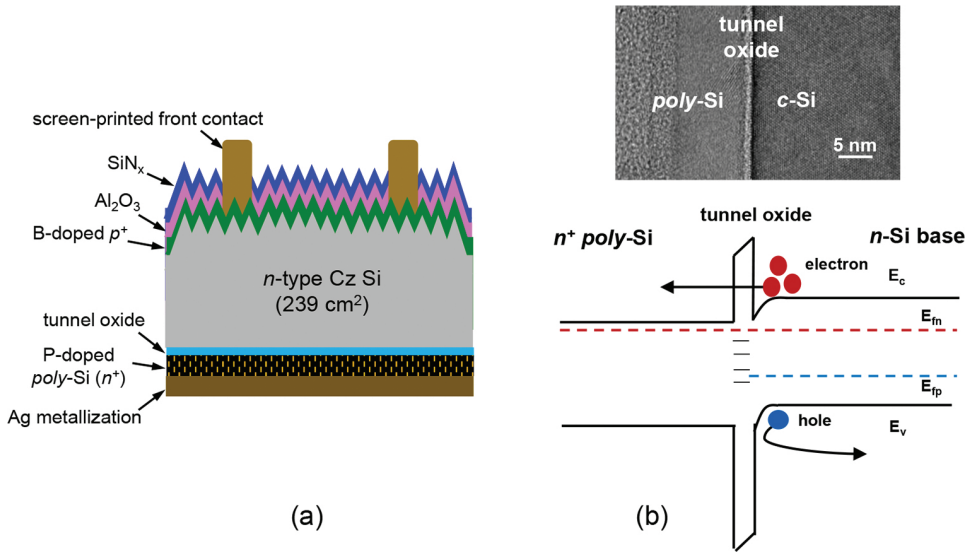 screen-printed front contact
SiNx
Al2O3
B-doped p+
n-type Cz Si
(239 cm2)
tunnel oxide
P-doped
poly-Si (n+)
Ag metallization
(a)
tunnel
oxide
poly-Si
c-Si
5 nm
tunnel oxide
n+ poly-Si
n-Si base
electron
Ec
Efn
Efp
hole
Ev
(b)